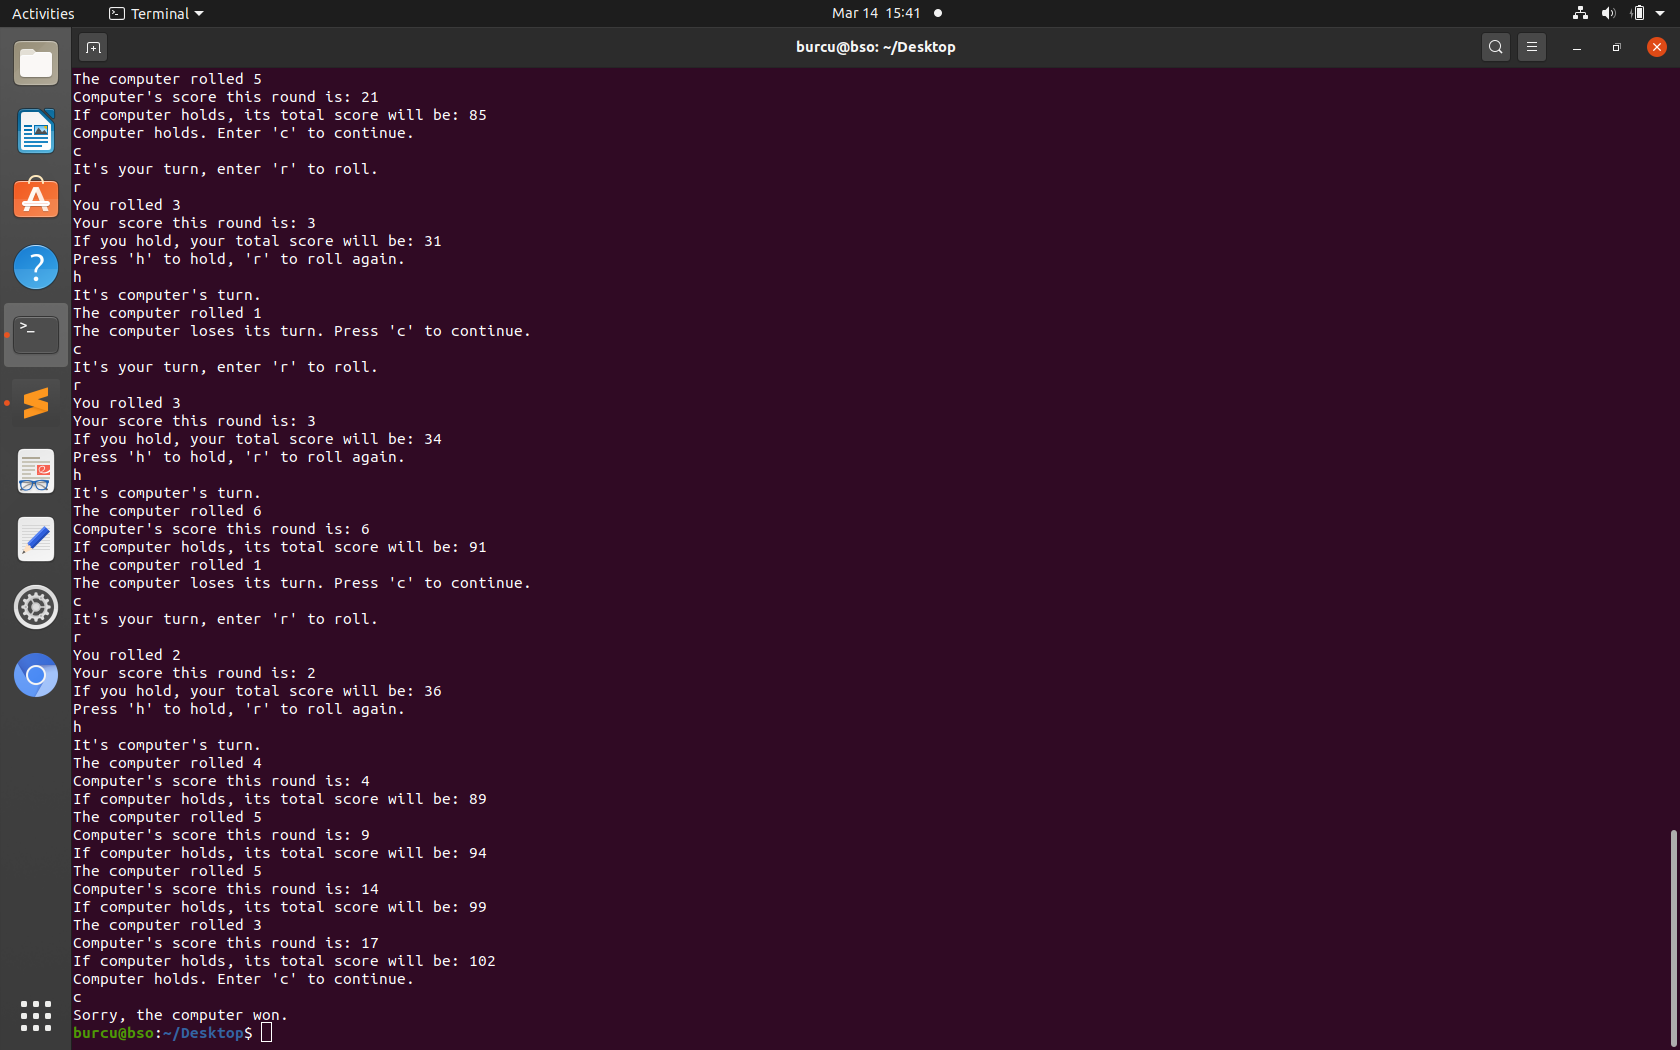 Activities
Terminal
Mar 14 15:41
burcu@bso: ~/Desktop
The computer rolled 5
Computer's score this round is: 21
If computer holds, its total score will be: 85
Computer holds. Enter 'c' to continue.
c
It's your turn, enter 'r' to roll.
r
You rolled 3
Your score this round is: 3
If you hold, your total score will be: 31
Press 'h' to hold, 'r' to roll again.
h
It's computer's turn.
The computer rolled 1
The computer loses its turn. Press 'c' to continue.
c
It's your turn, enter 'r' to roll.
r
You rolled 3
Your score this round is: 3
If you hold, your total score will be: 34
Press 'h' to hold, 'r' to roll again.
h
It's computer's turn.
The computer rolled 6
Computer's score this round is: 6
If computer holds, its total score will be: 91
The computer rolled 1
The computer loses its turn. Press 'c' to continue.
c
It's your turn, enter 'r' to roll.
r
You rolled 2
Your score this round is: 2
If you hold, your total score will be: 36
Press 'h' to hold, 'r' to roll again.
h
It's computer's turn.
The computer rolled 4
Computer's score this round is: 4
If computer holds, its total score will be: 89
The computer rolled 5
Computer's score this round is: 9
If computer holds, its total score will be: 94
The computer rolled 5
Computer's score this round is: 14
If computer holds, its total score will be: 99
The computer rolled 3
Computer's score this round is: 17
If computer holds, its total score will be: 102
Computer holds. Enter 'c' to continue.
c
Sorry, the computer won.
burcu@bso:~/Desktop$